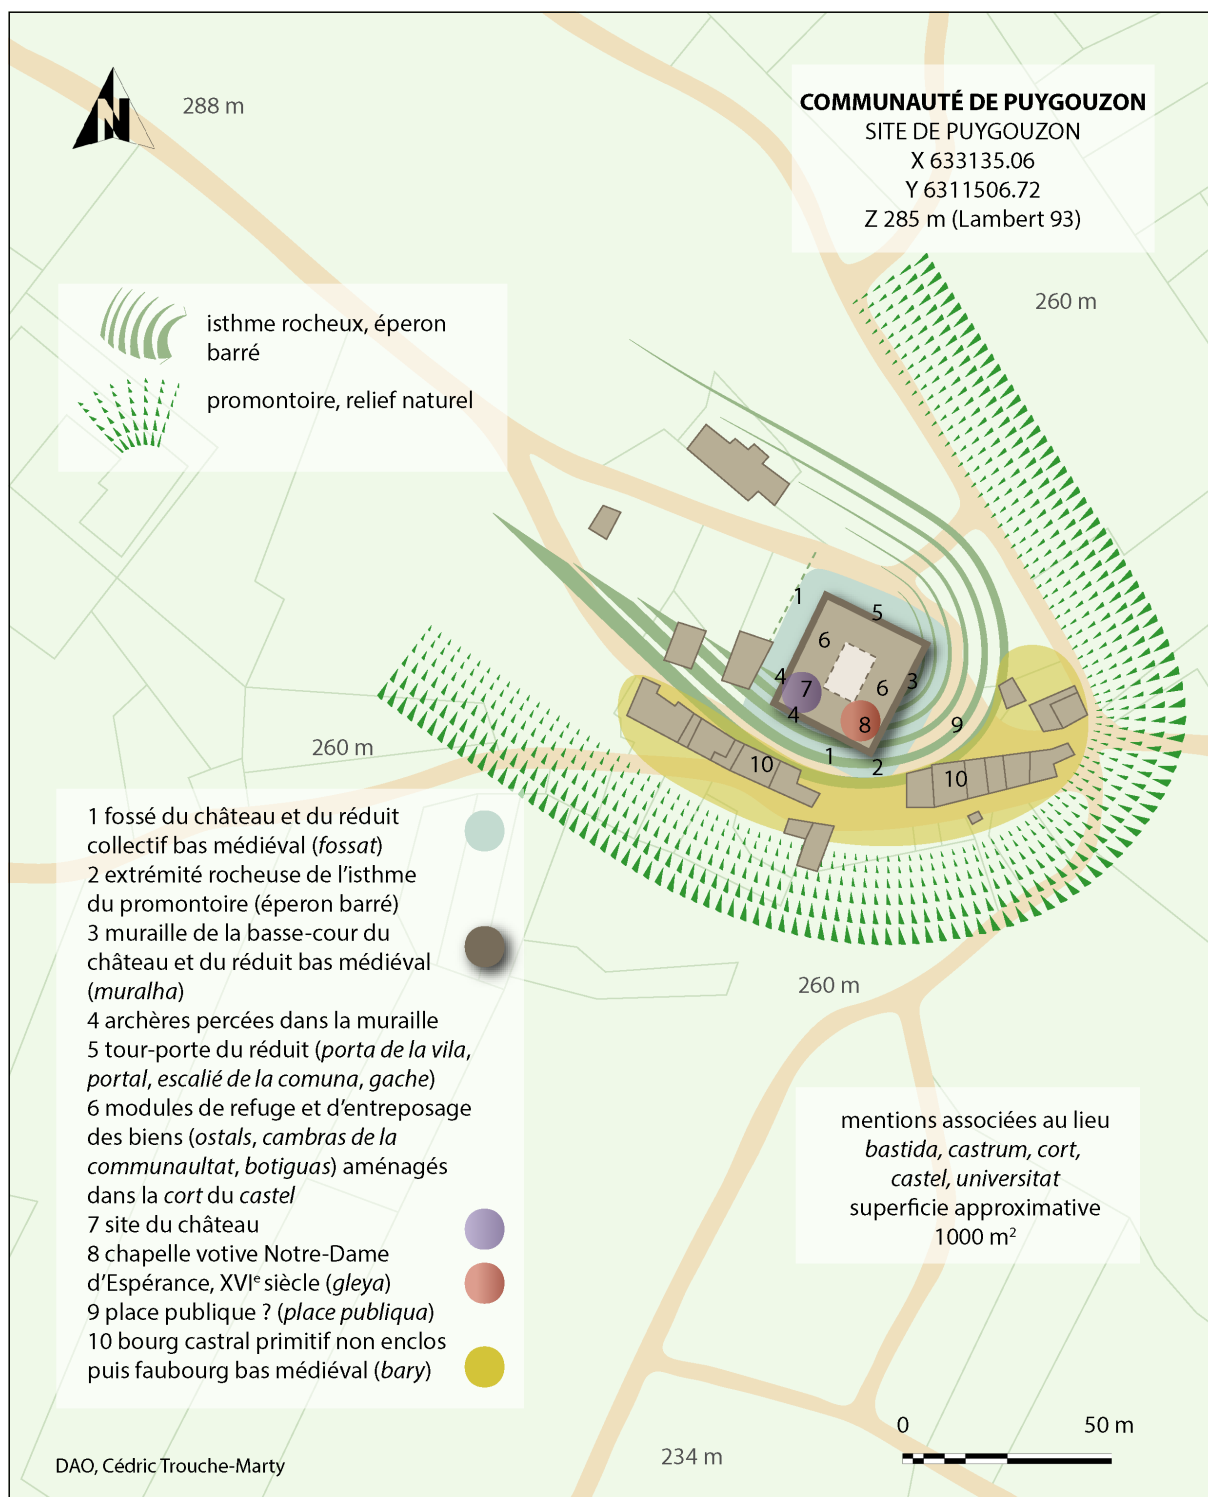 N
288 m
COMMUNAUTÉ DE PUYGOUZON
SITE DE PUYGOUZON
X 633135.06
Y 6311506.72
Z 285 m (Lambert 93)
260 m
isthme rocheux, éperon
barré
promontoire, relief naturel
1
5
6
4
7
6
3
4
8
9
1
2
10
10
260 m
260 m
1 fossé du château et du réduit
collectif bas médiéval (fossat)
2 extrémité rocheuse de l’isthme
du promontoire (éperon barré)
3 muraille de la basse-cour du
château et du réduit bas médiéval
(muralha)
4 archères percées dans la muraille
5 tour-porte du réduit (porta de la vila,
portal, escalié de la comuna, gache)
6 modules de refuge et d’entreposage
des biens (ostals, cambras de la
communaultat, botiguas) aménagés
dans la cort du castel
7 site du château
8 chapelle votive Notre-Dame
d’Espérance, XVIe siècle (gleya)
9 place publique ? (place publiqua)
10 bourg castral primitif non enclos
puis faubourg bas médiéval (bary)
mentions associées au lieu
bastida, castrum, cort,
castel, universitat
superficie approximative
1000 m²
0 50 m
234 m
DAO, Cédric Trouche-Marty